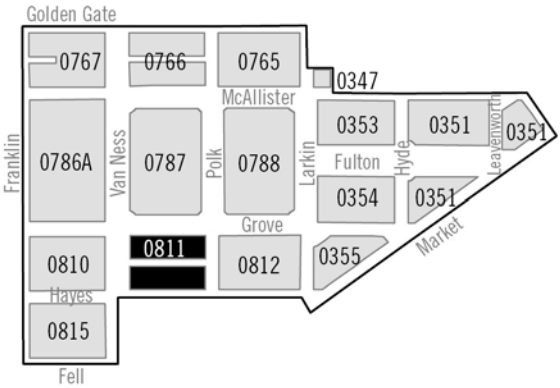 Golden Gate
0767
0766
0765
0347
McAllister
Franklin
0786A
Van Ness
0787
Polk
0788
Larkin
0353
Hyde
0351
Leavenworth
0351
Fulton
0354
0351
Market
Grove
0810
0811
0812
0355
Hayes
0815
Fell